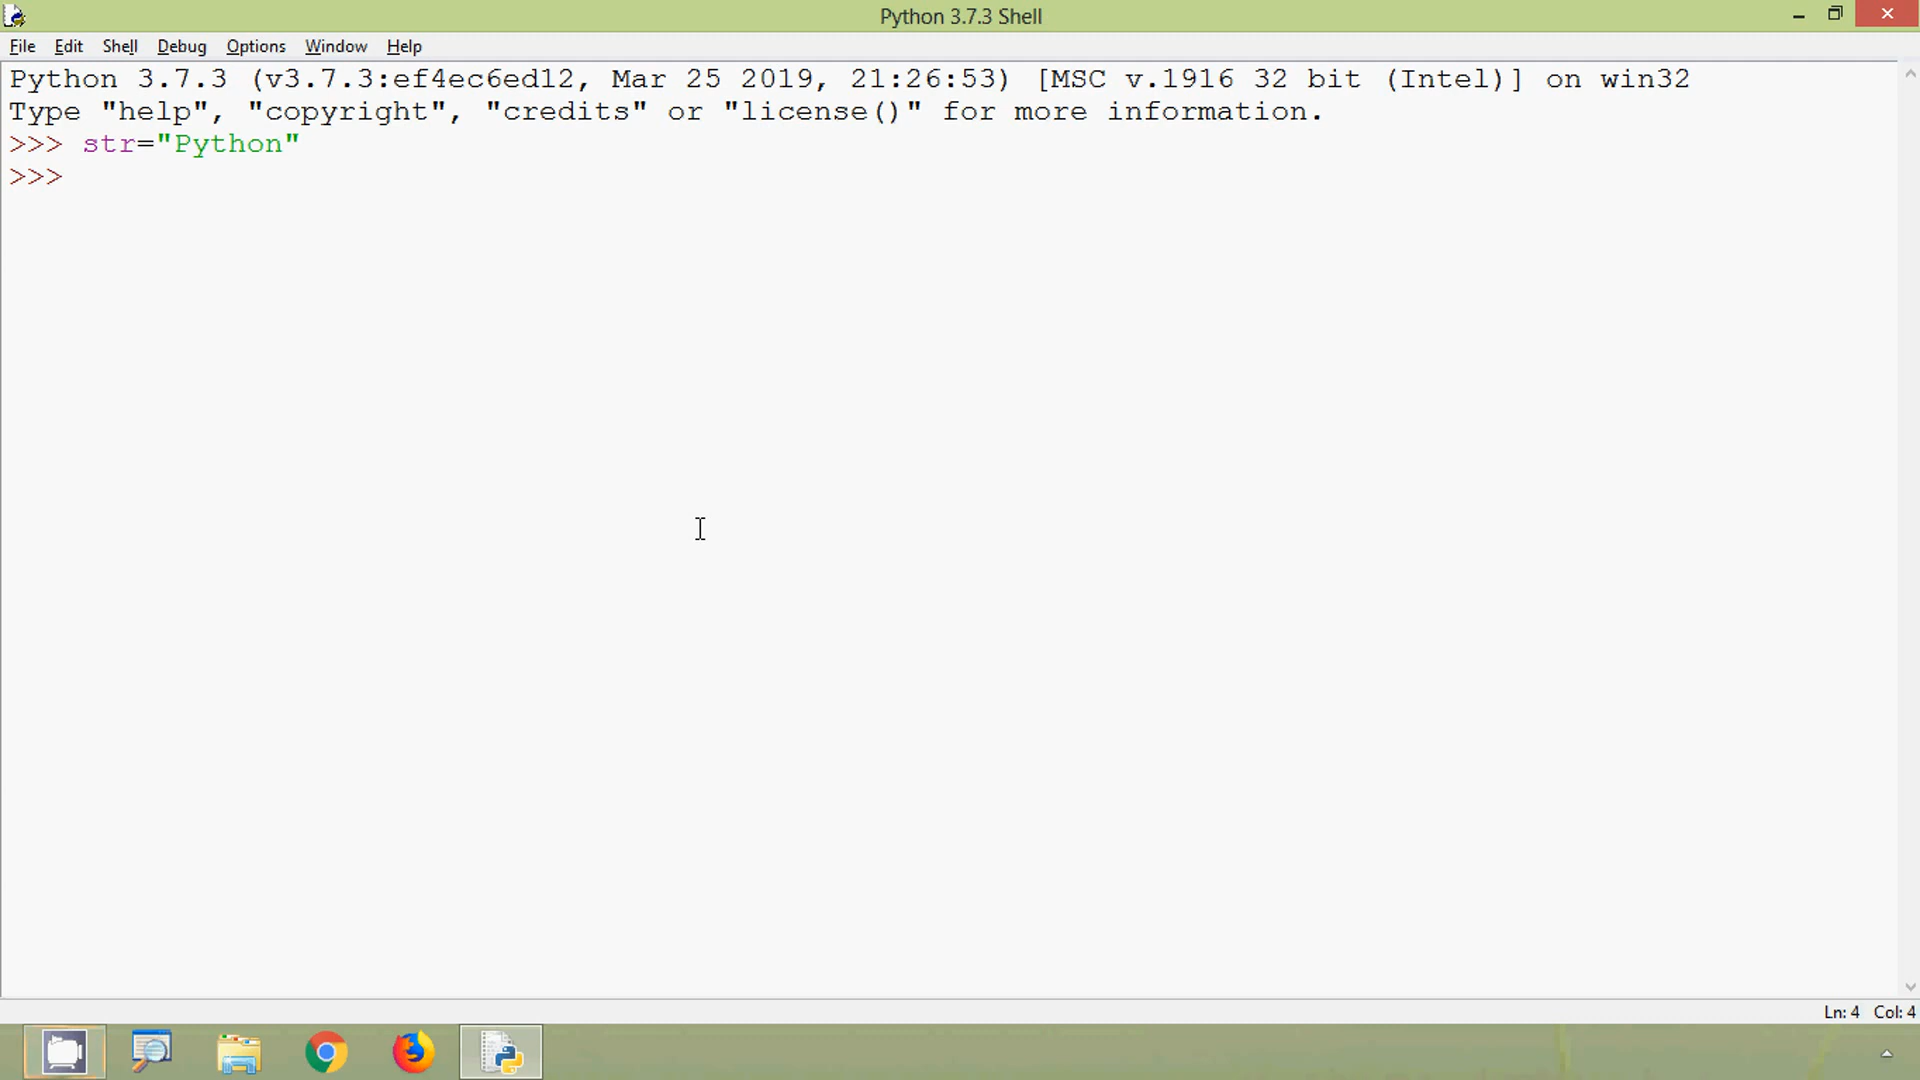 Python 3.7.3 Shell
File Edit Shell Debug Options Window Help
Python 3.7.3 (v3.7.3:ef4ec6ed12, Mar 25 2019, 21:26:53) [MSC v.1916 32 bit (Intel)] on win32
Type "help", "copyright", "credits" or "license()" for more information.
>>> str="Python"
>>>
Ln: 4 Col: 4